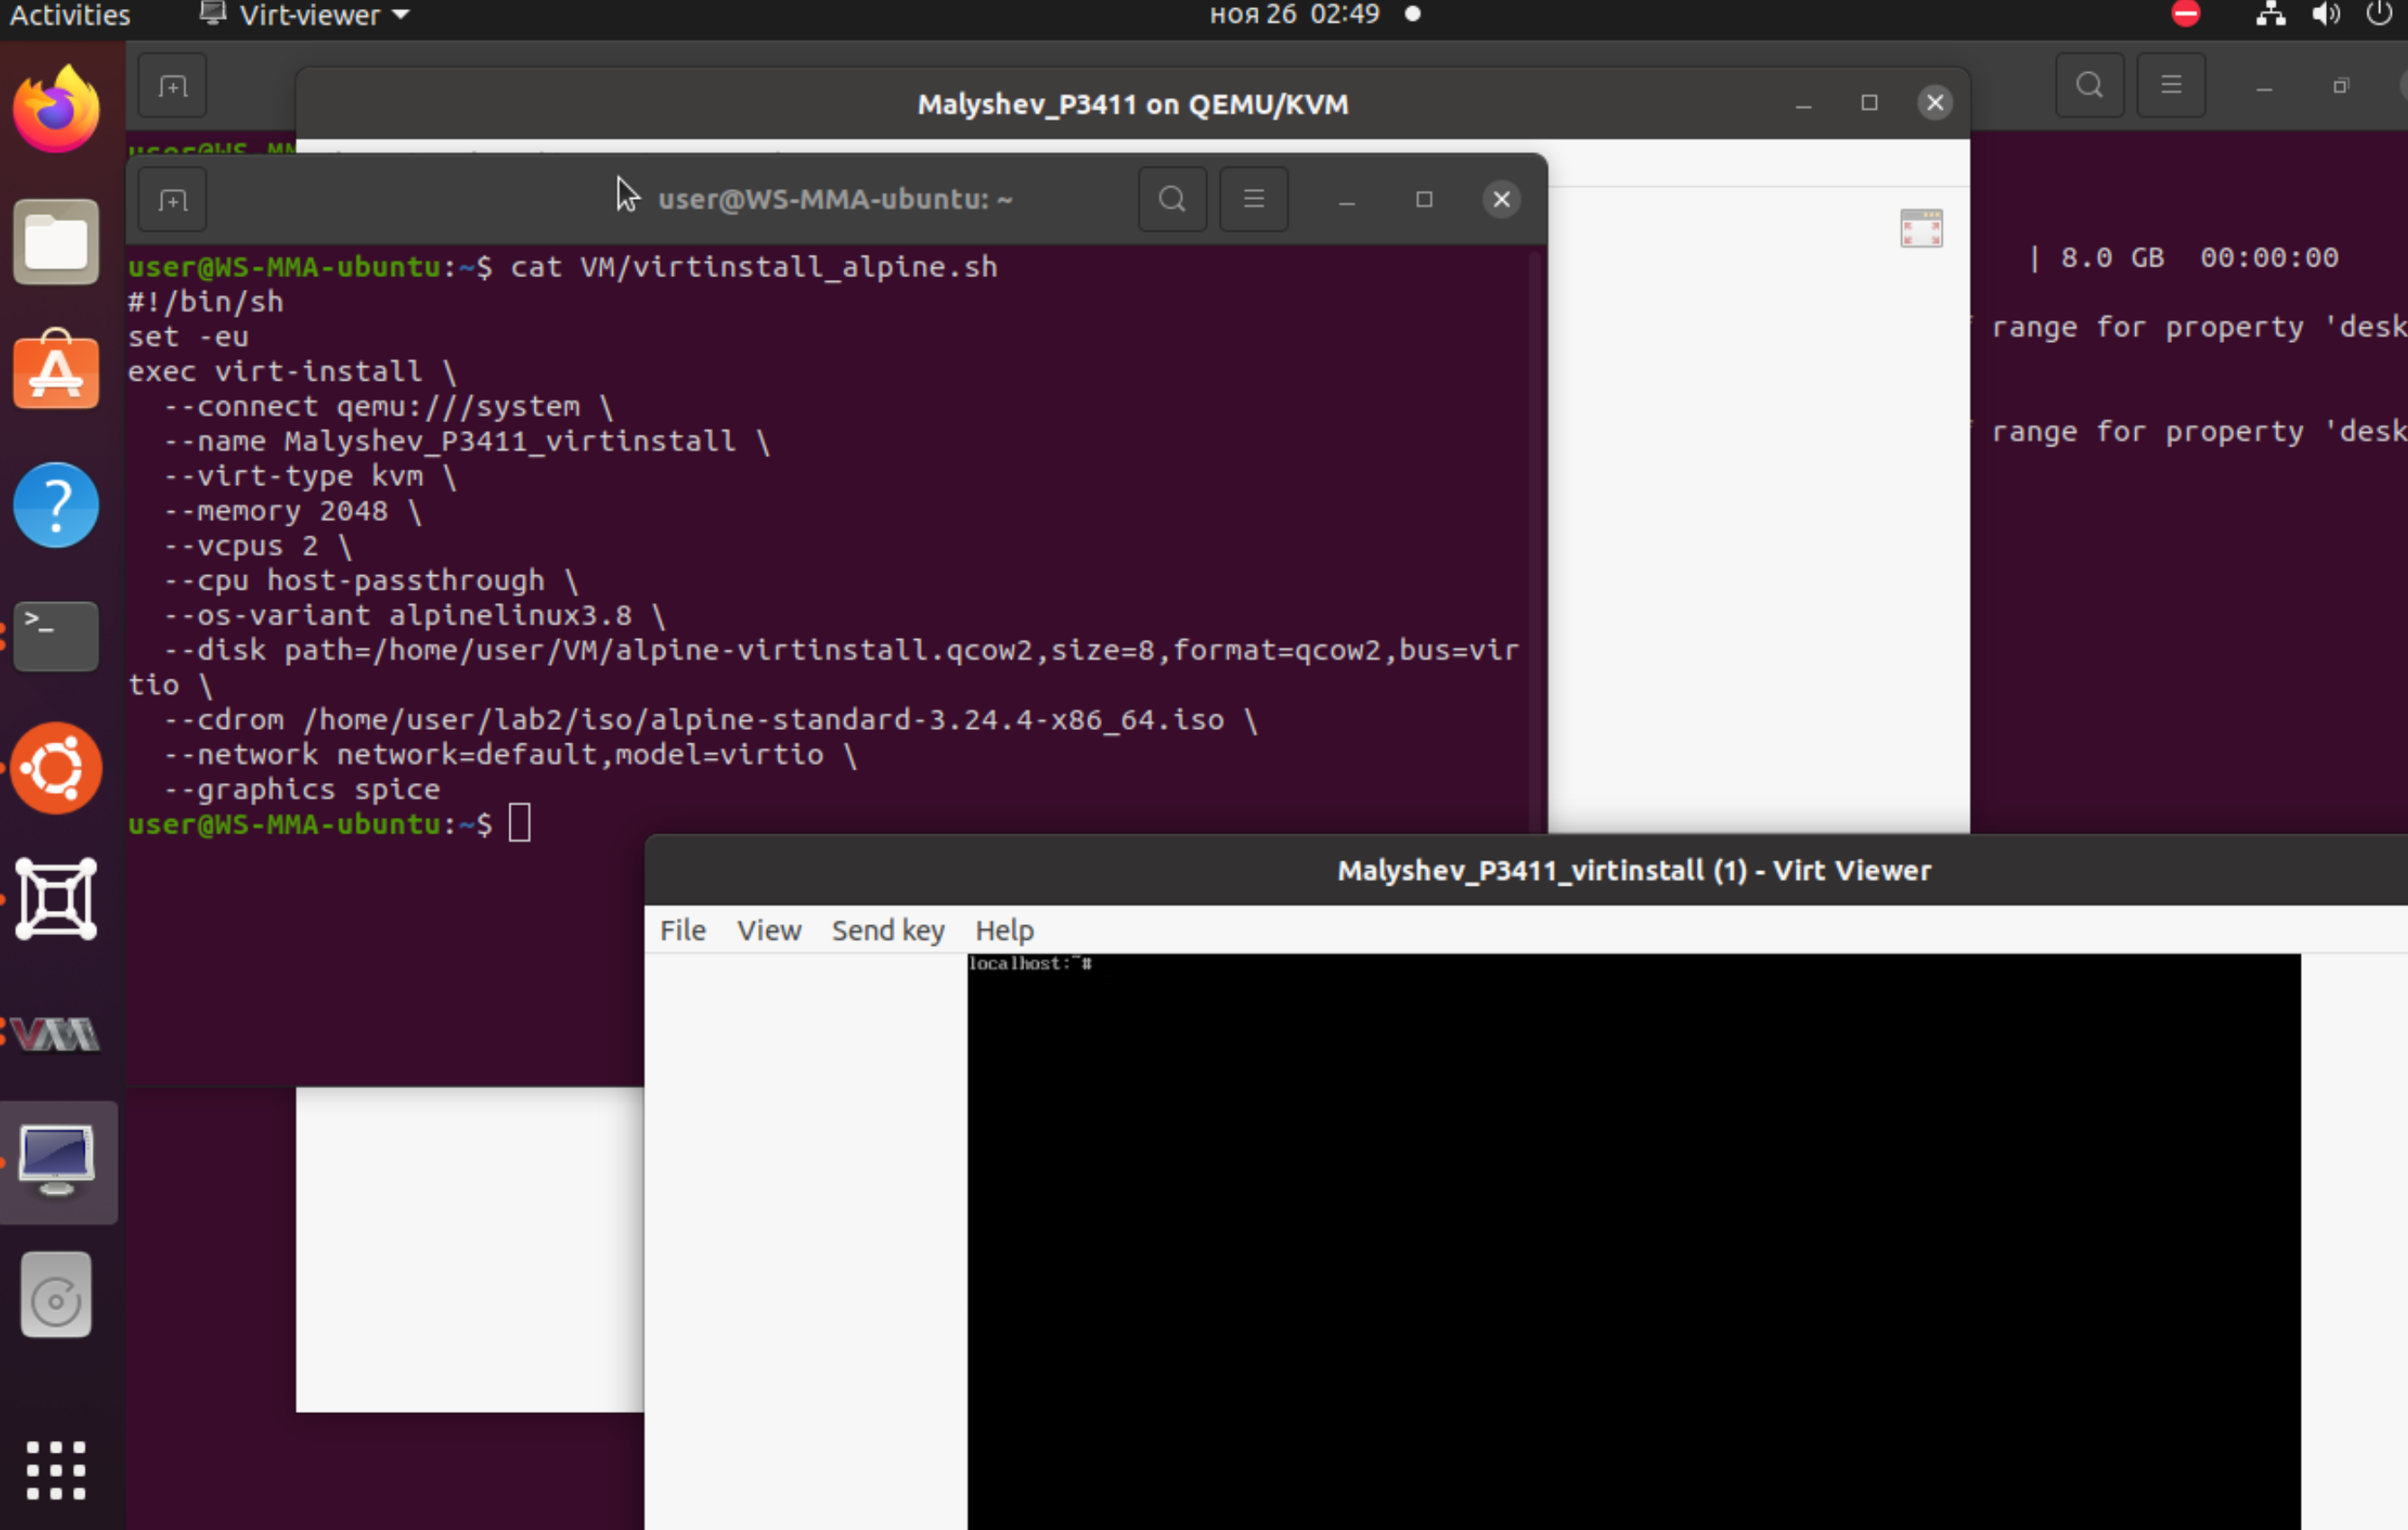 Activities Virt-viewer ноя 26 02:49
Malyshev_P3411 on QEMU/KVM
user@WS-MMA-ubuntu: ~
user@WS-MMA-ubuntu:~$ cat VM/virtinstall_alpine.sh
#!/bin/sh
set -eu
exec virt-install \
--connect qemu:///system \
--name Malyshev_P3411_virtinstall \
--virt-type kvm \
--memory 2048 \
--vcpus 2 \
--cpu host-passthrough \
--os-variant alpinelinux3.8 \
--disk path=/home/user/VM/alpine-virtinstall.qcow2,size=8,format=qcow2,bus=vir
tio \
--cdrom /home/user/lab2/iso/alpine-standard-3.24.4-x86_64.iso \
--network network=default,model=virtio \
--graphics spice
user@WS-MMA-ubuntu:~$
| 8.0 GB 00:00:00
range for property 'desk
range for property 'desk
Malyshev_P3411_virtinstall (1) - Virt Viewer
File View Send key Help
localhost:~#